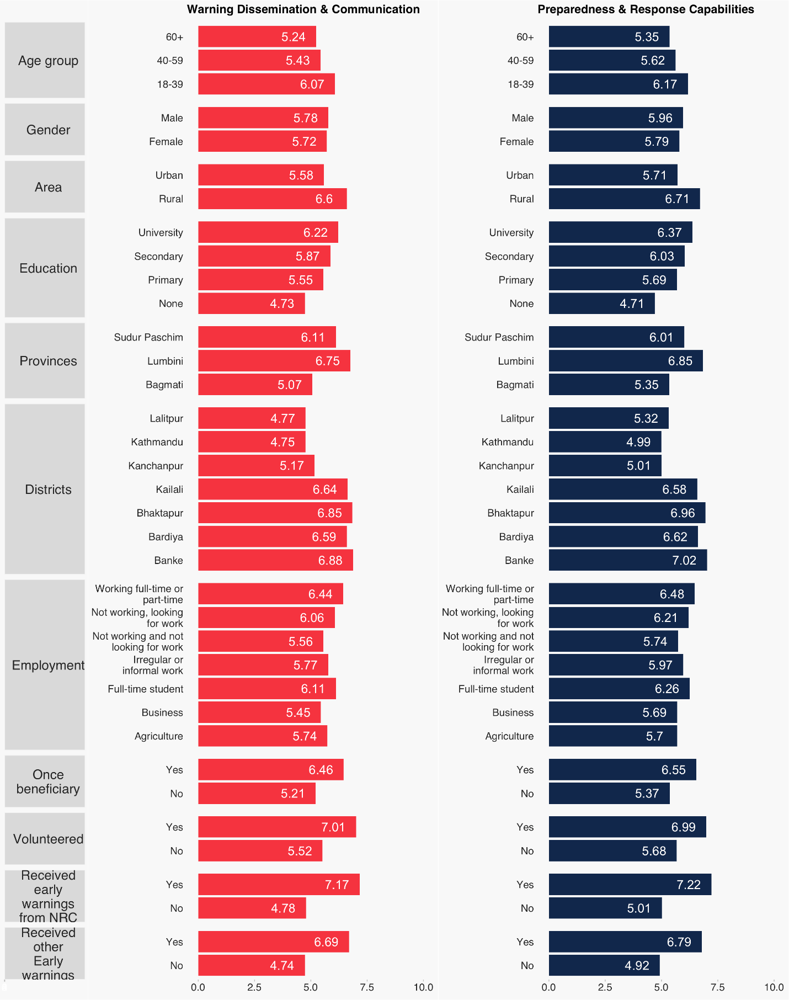 Warning Dissemination & Communication
Preparedness & Response Capabilities
Age group
60+ 5.24
40-59 5.43
18-39 6.07
60+ 5.35
40-59 5.62
18-39 6.17
Gender
Male 5.78
Female 5.72
Male 5.96
Female 5.79
Area
Urban 5.58
Rural 6.6
Urban 5.71
Rural 6.71
Education
University 6.22
Secondary 5.87
Primary 5.55
None 4.73
University 6.37
Secondary 6.03
Primary 5.69
None 4.71
Provinces
Sudur Paschim 6.11
Lumbini 6.75
Bagmati 5.07
Sudur Paschim 6.01
Lumbini 6.85
Bagmati 5.35
Districts
Lalitpur 4.77
Kathmandu 4.75
Kanchanpur 5.17
Kailali 6.64
Bhaktapur 6.85
Bardiya 6.59
Banke 6.88
Lalitpur 5.32
Kathmandu 4.99
Kanchanpur 5.01
Kailali 6.58
Bhaktapur 6.96
Bardiya 6.62
Banke 7.02
Employment
Working full-time or
part-time 6.44
Not working, looking
for work 6.06
Not working and not
looking for work 5.56
Irregular or
informal work 5.77
Full-time student 6.11
Business 5.45
Agriculture 5.74
Working full-time or
part-time 6.48
Not working, looking
for work 6.21
Not working and not
looking for work 5.74
Irregular or
informal work 5.97
Full-time student 6.26
Business 5.69
Agriculture 5.7
Once
beneficiary
Yes 6.46
No 5.21
Yes 6.55
No 5.37
Volunteered
Yes 7.01
No 5.52
Yes 6.99
No 5.68
Received
early
warnings
from NRC
Yes 7.17
No 4.78
Yes 7.22
No 5.01
Received
other
Early
warnings
Yes 6.69
No 4.74
Yes 6.79
No 4.92
0.0 2.5 5.0 7.5 10.0
0.0 2.5 5.0 7.5 10.0